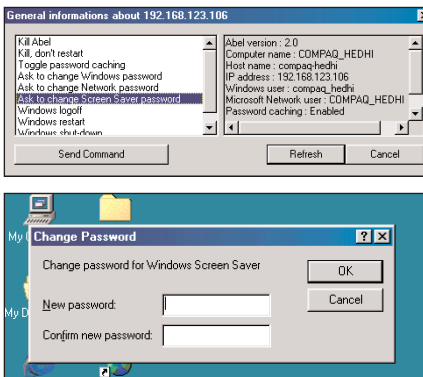 General informations about 192.168.123.106
Kill Abel
Kill, don't restart
Toggle password caching
Ask to change Windows password
Ask to change Network password
Ask to change Screen Saver password
Windows logoff
Windows restart
Windows shut-down
Abel version : 2.0
Computer name : COMPAQ_HEDHI
Host name : compaq-hedhi
IP address : 192.168.123.106
Windows user : compaq_hedhi
Microsoft Network user : COMPAQ_HEDHI
Password caching : Enabled
Send Command
Refresh
Cancel
My
Change Password
Change password for Windows Screen Saver
OK
Cancel
New password:
My D
Confirm new password: